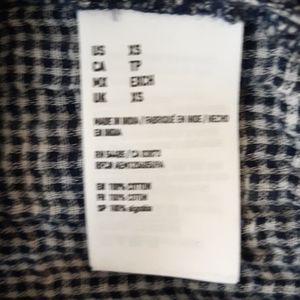 US XS
CA TP
MX EXCH
UK XS
MADE IN INDIA / FABRIQUÉ EN INDE / HECHO
EN INDIA
EN 100% COTTON
FR 100% COTON
SP 100% algodón